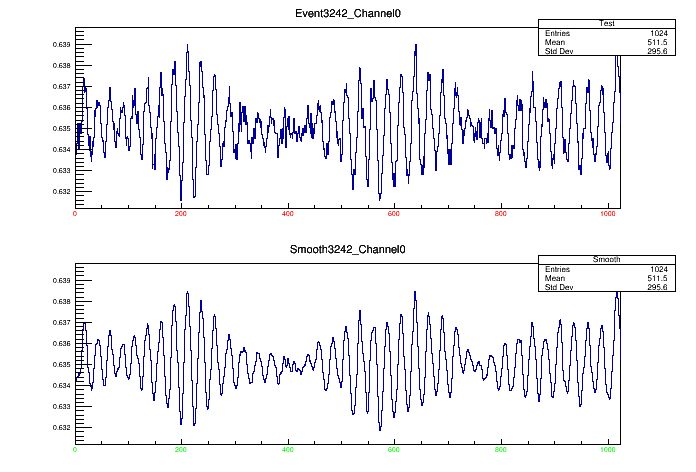 Event3242_Channel0
Test
Entries 1024
Mean 511.5
Std Dev 295.6
0.639
0.638
0.637
0.636
0.635
0.634
0.633
0.632
0 200 400 600 800 1000
Smooth3242_Channel0
Smooth
Entries 1024
Mean 511.5
Std Dev 295.6
0.639
0.638
0.637
0.636
0.635
0.634
0.633
0.632
0 200 400 600 800 1000